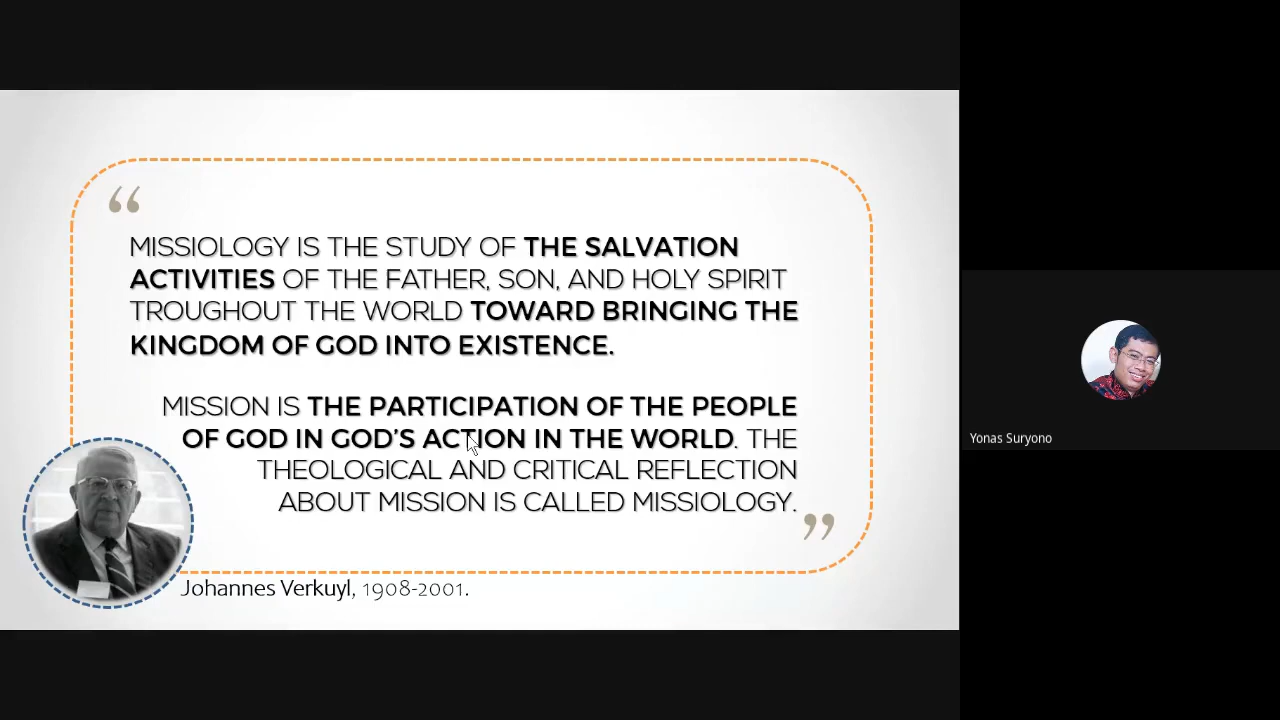 “
MISSIOLOGY IS THE STUDY OF THE SALVATION
ACTIVITIES OF THE FATHER, SON, AND HOLY SPIRIT
TROUGHOUT THE WORLD TOWARD BRINGING THE
KINGDOM OF GOD INTO EXISTENCE.
MISSION IS THE PARTICIPATION OF THE PEOPLE
OF GOD IN GOD’S ACTION IN THE WORLD. THE
THEOLOGICAL AND CRITICAL REFLECTION
ABOUT MISSION IS CALLED MISSIOLOGY.
”
Johannes Verkuyl, 1908-2001.
Yonas Suryono